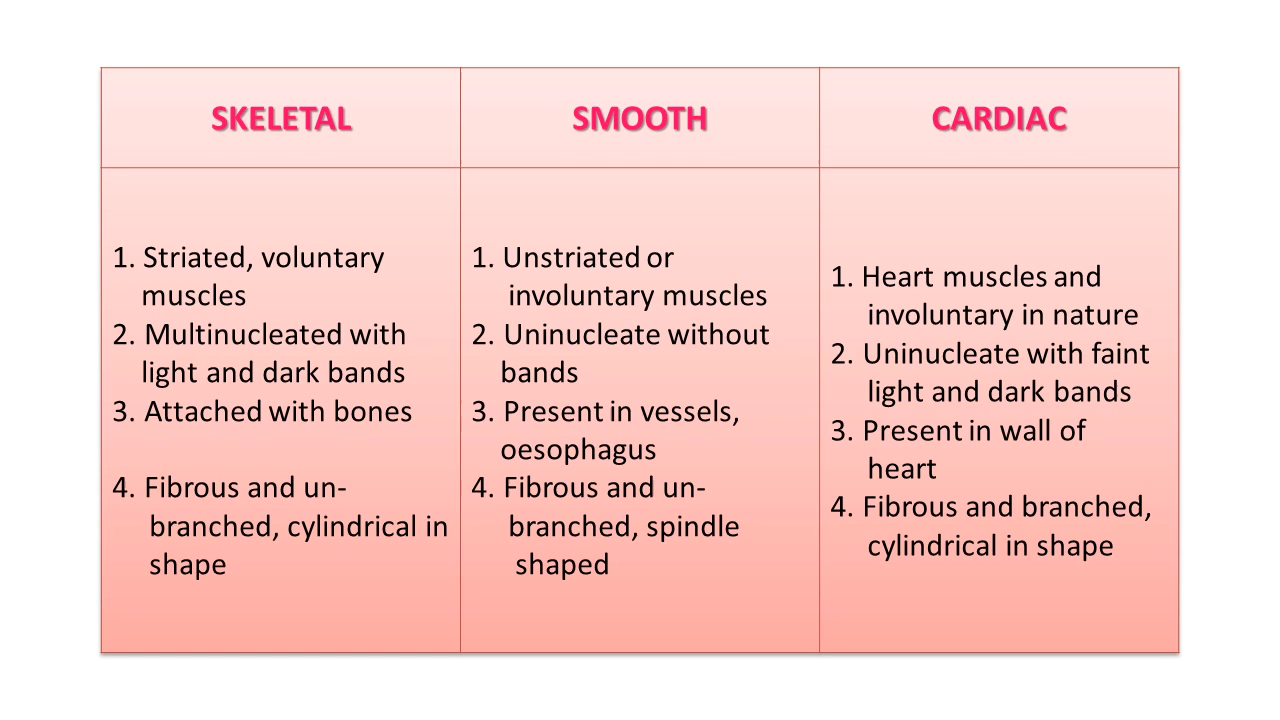 SKELETAL
SMOOTH
CARDIAC
1. Striated, voluntary
muscles
2. Multinucleated with
light and dark bands
3. Attached with bones
4. Fibrous and un-
branched, cylindrical in
shape
1. Unstriated or
involuntary muscles
2. Uninucleate without
bands
3. Present in vessels,
oesophagus
4. Fibrous and un-
branched, spindle
shaped
1. Heart muscles and
involuntary in nature
2. Uninucleate with faint
light and dark bands
3. Present in wall of
heart
4. Fibrous and branched,
cylindrical in shape